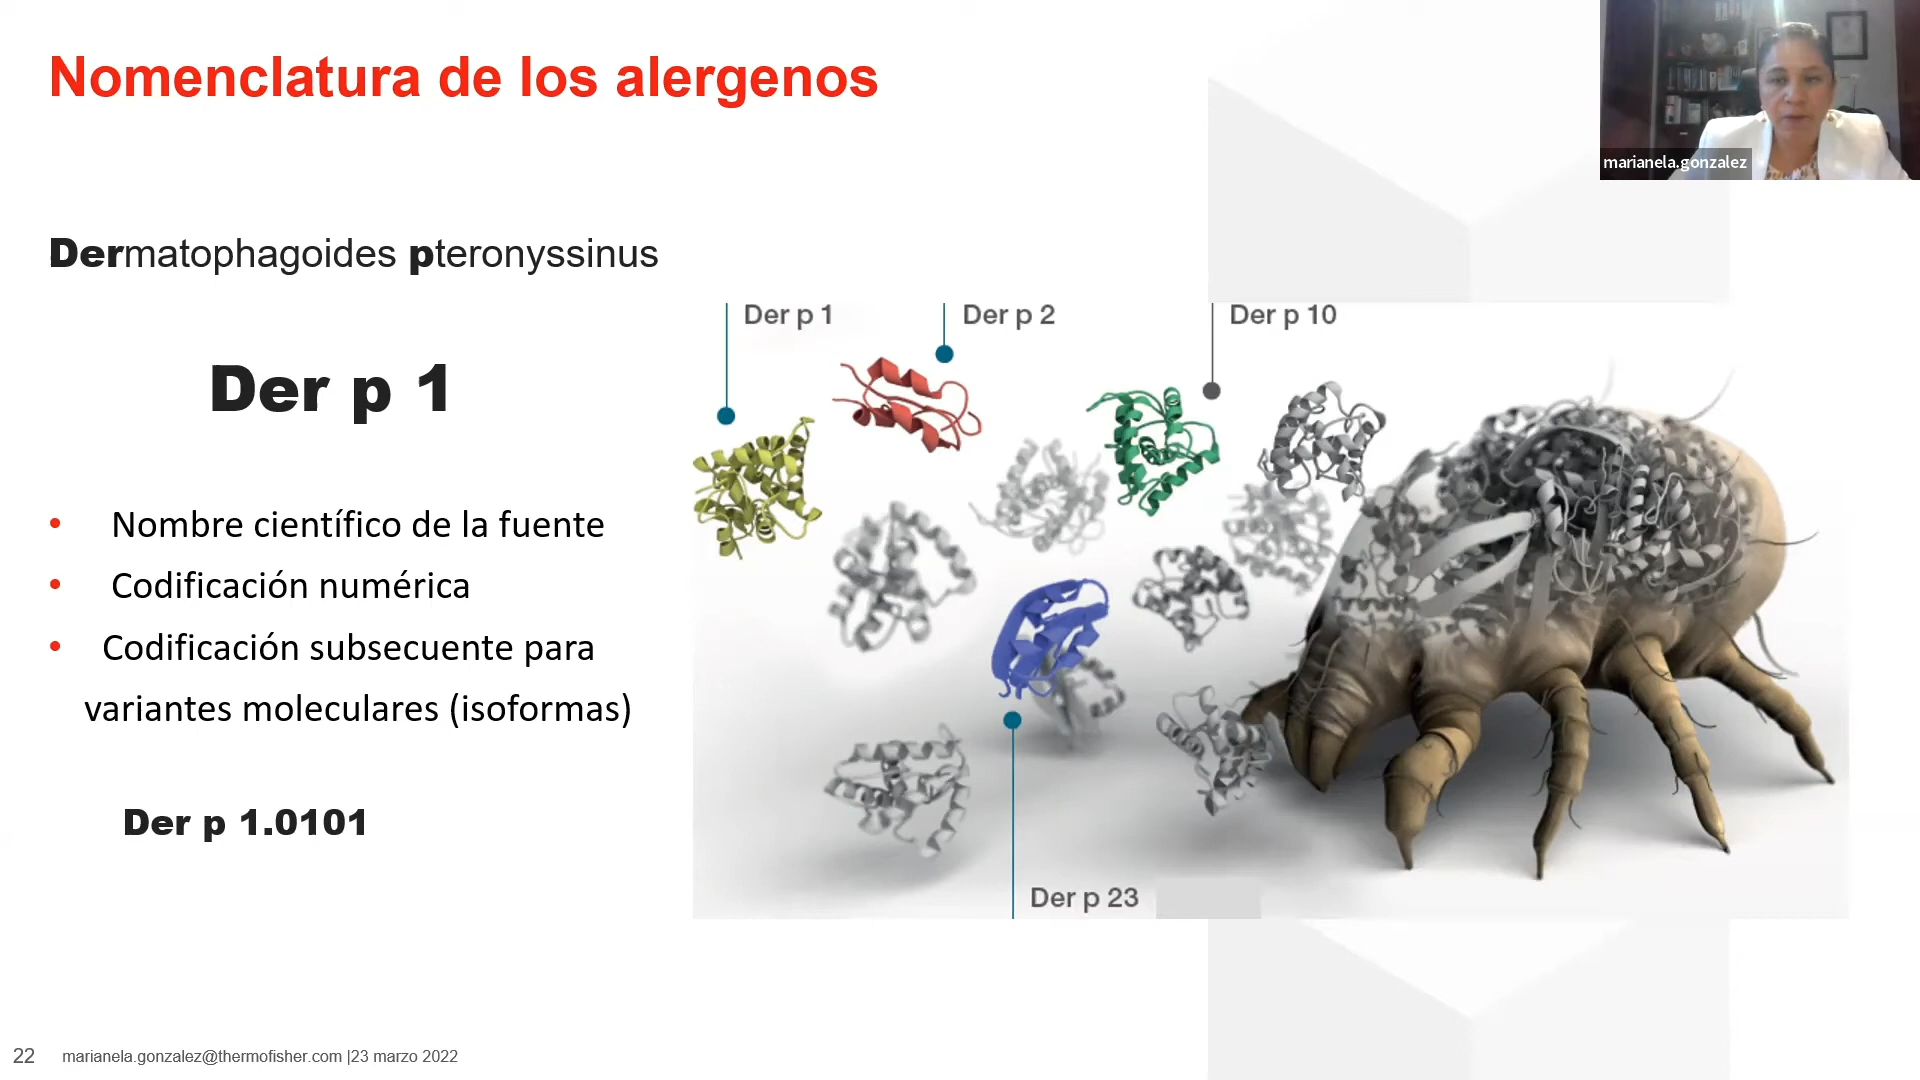 Nomenclatura de los alergenos
marianela.gonzalez
Dermatophagoides pteronyssinus
Der p 1
• Nombre científico de la fuente
• Codificación numérica
• Codificación subsecuente para
variantes moleculares (isoformas)
Der p 1.0101
Der p 1
Der p 2
Der p 10
Der p 23
22 marianela.gonzalez@thermofisher.com |23 marzo 2022